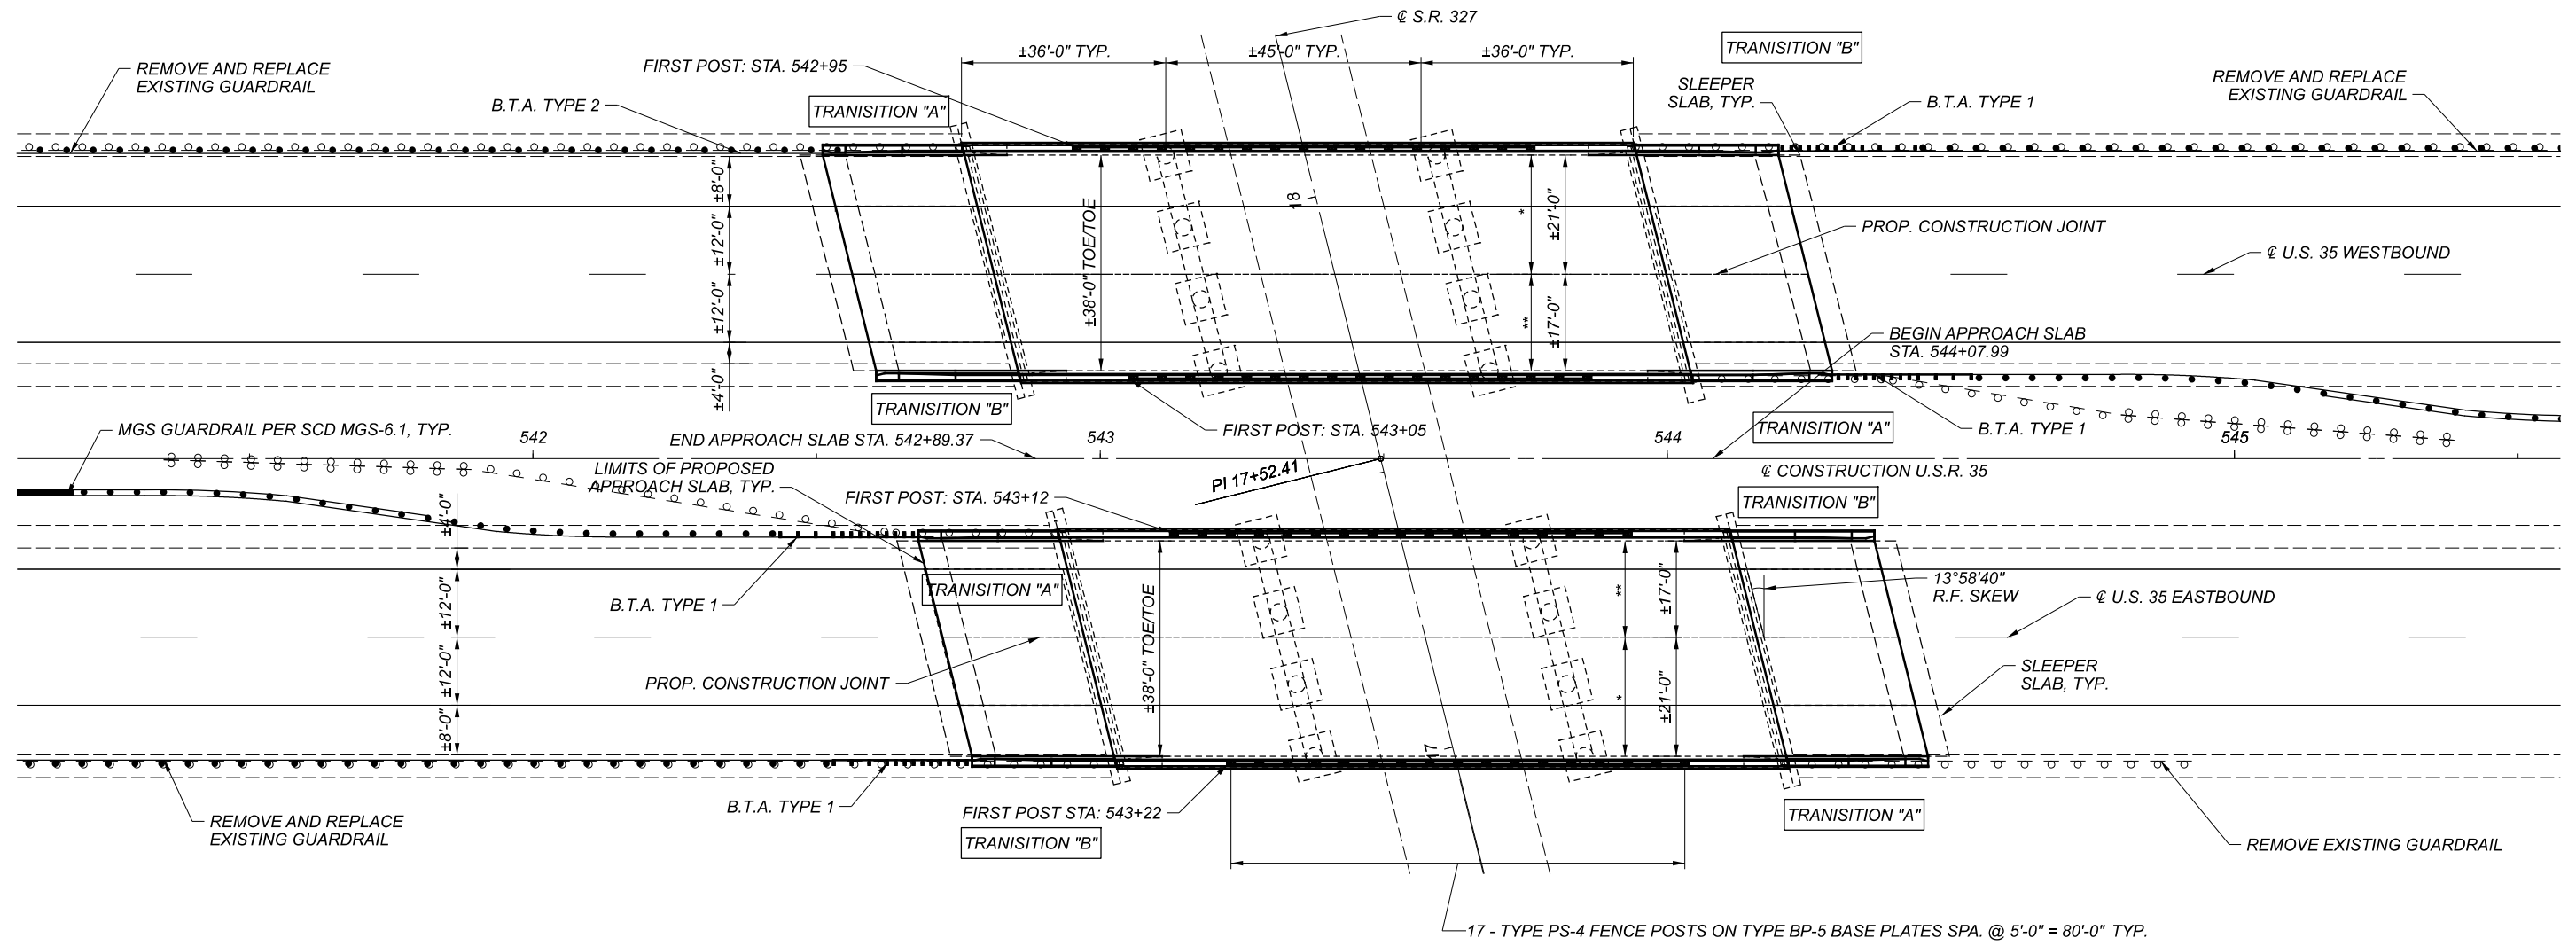 ℄ S.R. 327
±36'-0" TYP.
±45'-0" TYP.
±36'-0" TYP.
TRANISITION "B"
REMOVE AND REPLACE
EXISTING GUARDRAIL
FIRST POST: STA. 542+95
SLEEPER
SLAB, TYP.
REMOVE AND REPLACE
EXISTING GUARDRAIL
B.T.A. TYPE 2
TRANISITION "A"
B.T.A. TYPE 1
±8'-0"
±12'-0"
±12'-0"
±4'-0"
±38'-0" TOE/TOE
18
*
±21'-0"
**
±17'-0"
PROP. CONSTRUCTION JOINT
℄ U.S. 35 WESTBOUND
BEGIN APPROACH SLAB
STA. 544+07.99
TRANISITION "B"
TRANISITION "A"
B.T.A. TYPE 1
MGS GUARDRAIL PER SCD MGS-6.1, TYP.
542
END APPROACH SLAB STA. 542+89.37
543
FIRST POST: STA. 543+05
544
545
LIMITS OF PROPOSED
APPROACH SLAB, TYP.
PI 17+52.41
℄ CONSTRUCTION U.S.R. 35
FIRST POST: STA. 543+12
TRANISITION "B"
±4'-0"
±12'-0"
±12'-0"
±8'-0"
B.T.A. TYPE 1
TRANISITION "A"
±38'-0" TOE/TOE
**
±17'-0"
*
±21'-0"
13°58'40"
R.F. SKEW
℄ U.S. 35 EASTBOUND
PROP. CONSTRUCTION JOINT
SLEEPER
SLAB, TYP.
17
B.T.A. TYPE 1
FIRST POST STA: 543+22
TRANISITION "B"
TRANISITION "A"
REMOVE AND REPLACE
EXISTING GUARDRAIL
REMOVE EXISTING GUARDRAIL
17 - TYPE PS-4 FENCE POSTS ON TYPE BP-5 BASE PLATES SPA. @ 5'-0" = 80'-0" TYP.